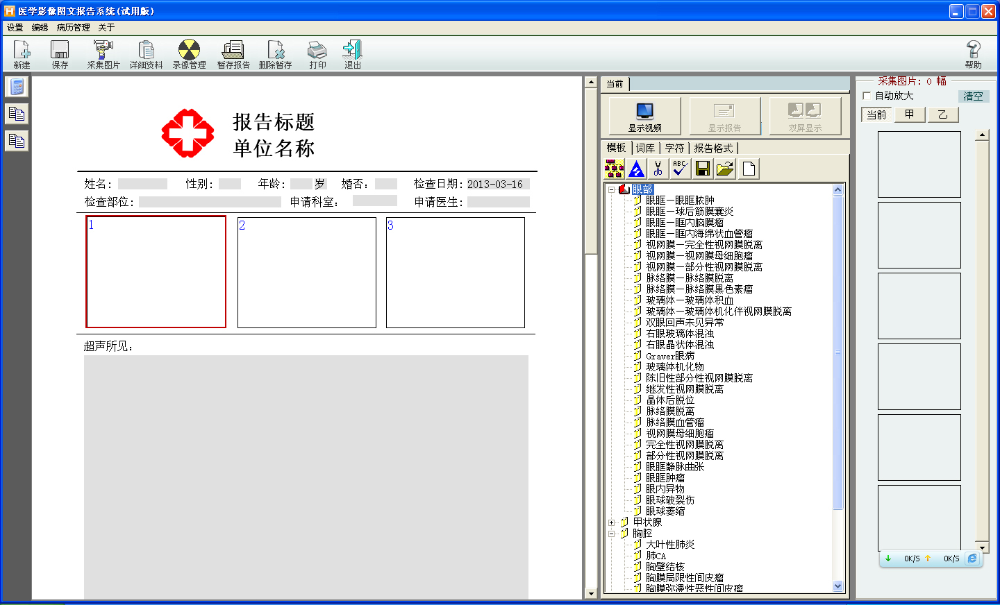 医学影像图文报告系统(试用版)
设置 编辑 病历管理 关于
新建 保存 采集图片 详细资料 录像管理 暂存报告 删除暂存 打印 退出 帮助
报告标题
单位名称
姓名: 性别: 年龄: 岁 婚否: 检查日期: 2013-03-16
检查部位: 申请科室: 申请医生:
1 2 3
超声所见:
当前
显示视频 显示报告 双屏显示
模板 词库 字符 报告格式
ABC
眼部
眼眶—眼眶脓肿
眼眶—球后筋膜囊炎
眼眶—眶内脑膜瘤
眼眶—眶内海绵状血管瘤
视网膜—完全性视网膜脱离
视网膜—视网膜母细胞瘤
视网膜—部分性视网膜脱离
脉络膜—脉络膜脱离
脉络膜—脉络膜黑色素瘤
玻璃体—玻璃体积血
玻璃体—玻璃体机化伴视网膜脱离
双眼回声未见异常
右眼玻璃体混浊
右眼晶状体混浊
Graver眼病
玻璃体机化物
陈旧性部分性视网膜脱离
继发性视网膜脱离
晶体后脱位
脉络膜脱离
脉络膜血管瘤
视网膜母细胞瘤
完全性视网膜脱离
部分性视网膜脱离
眼眶静脉曲张
眼眶肿瘤
眼内异物
眼球破裂伤
眼球萎缩
甲状腺
胸腔
大叶性肺炎
肺CA
胸壁结核
胸膜局限性间皮瘤
胸膜弥漫性恶性间皮瘤
采集图片: 0 幅
自动放大 清空
当前 甲 乙
0K/S 0K/S